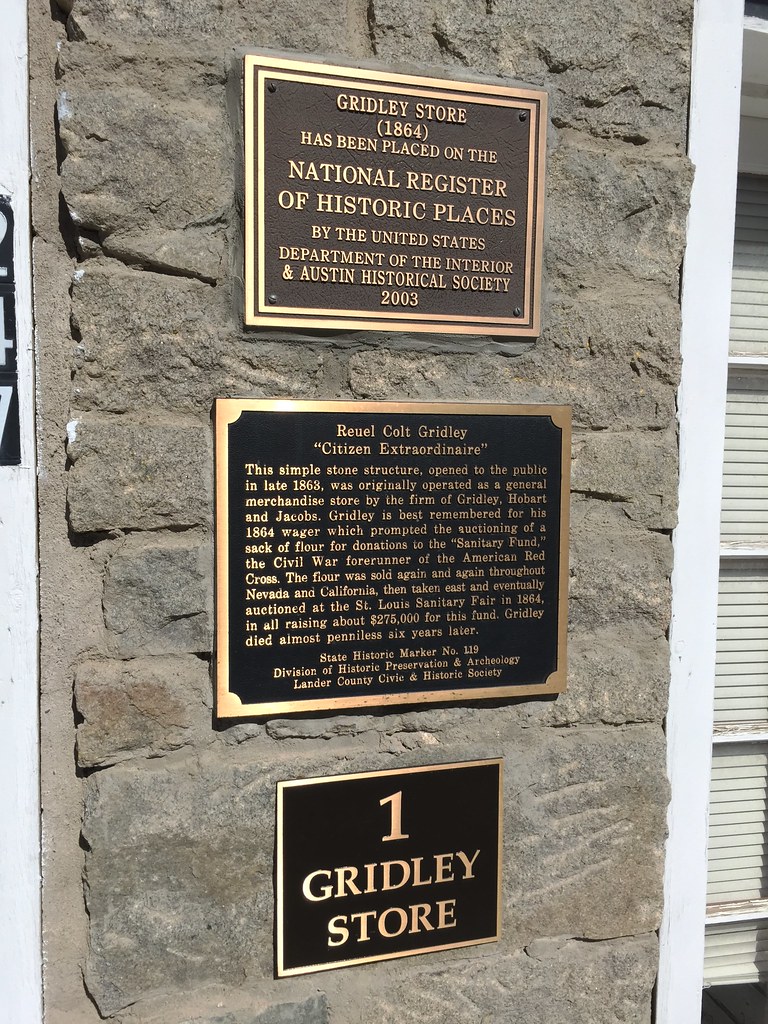 GRIDLEY STORE
(1864)
HAS BEEN PLACED ON THE
NATIONAL REGISTER
OF HISTORIC PLACES
BY THE UNITED STATES
DEPARTMENT OF THE INTERIOR
& AUSTIN HISTORICAL SOCIETY
2003
Reuel Colt Gridley
"Citizen Extraordinaire"
This simple stone structure, opened to the public
in late 1863, was originally operated as a general
merchandise store by the firm of Gridley, Hobart
and Jacobs. Gridley is best remembered for his
1864 wager which prompted the auctioning of a
sack of flour for donations to the "Sanitary Fund,"
the Civil War forerunner of the American Red
Cross. The flour was sold again and again throughout
Nevada and California, then taken east and eventually
auctioned at the St. Louis Sanitary Fair in 1864,
in all raising about $275,000 for this fund. Gridley
died almost penniless six years later.
State Historic Marker No. 119
Division of Historic Preservation & Archeology
Lander County Civic & Historic Society
1
GRIDLEY
STORE
2
4
7